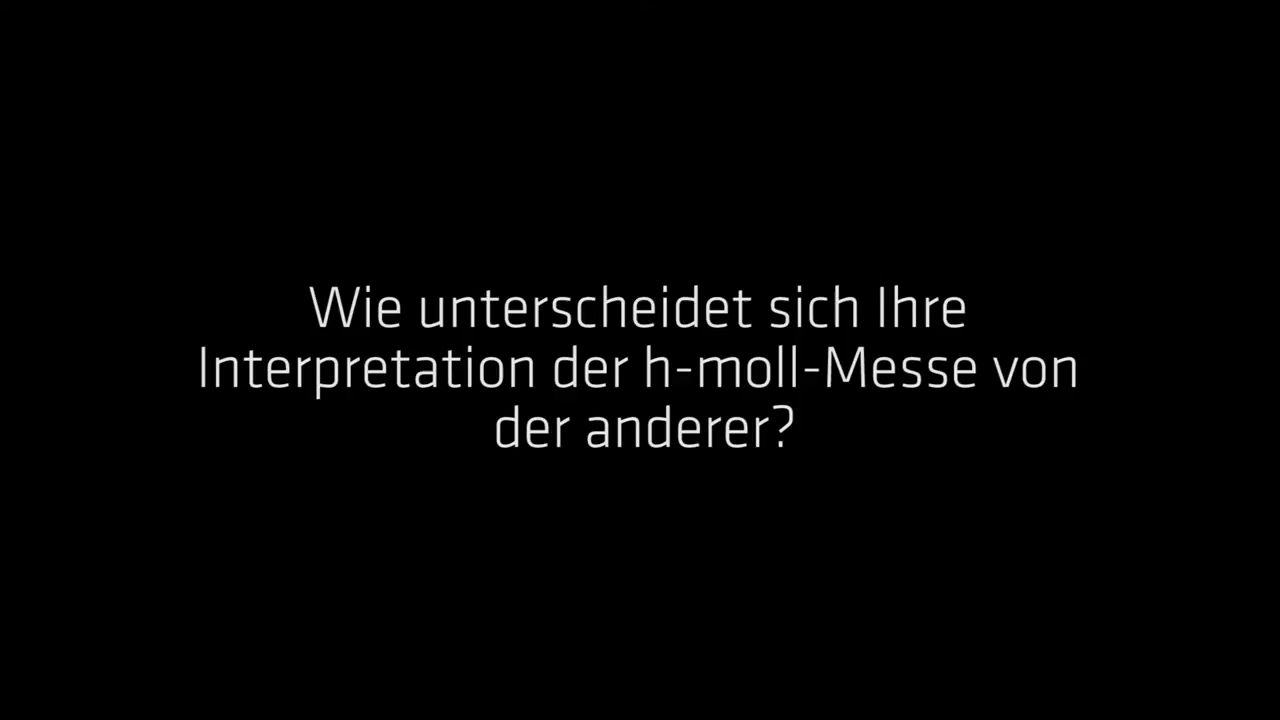 Wie unterscheidet sich Ihre
Interpretation der h-moll-Messe von
der anderer?